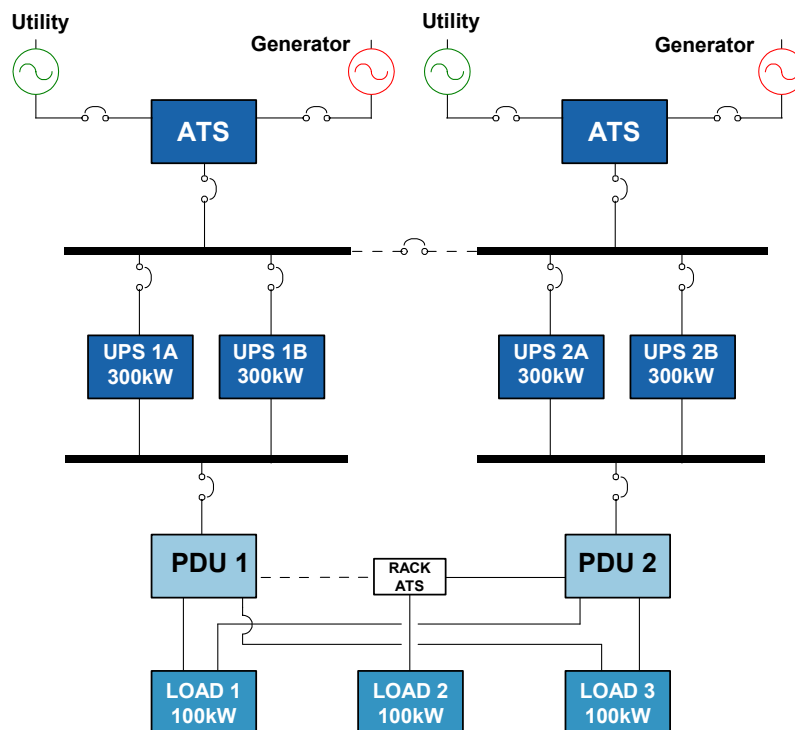 Utility
Generator
Utility
Generator
ATS
ATS
UPS 1A
300kW
UPS 1B
300kW
UPS 2A
300kW
UPS 2B
300kW
PDU 1
RACK
ATS
PDU 2
LOAD 1
100kW
LOAD 2
100kW
LOAD 3
100kW